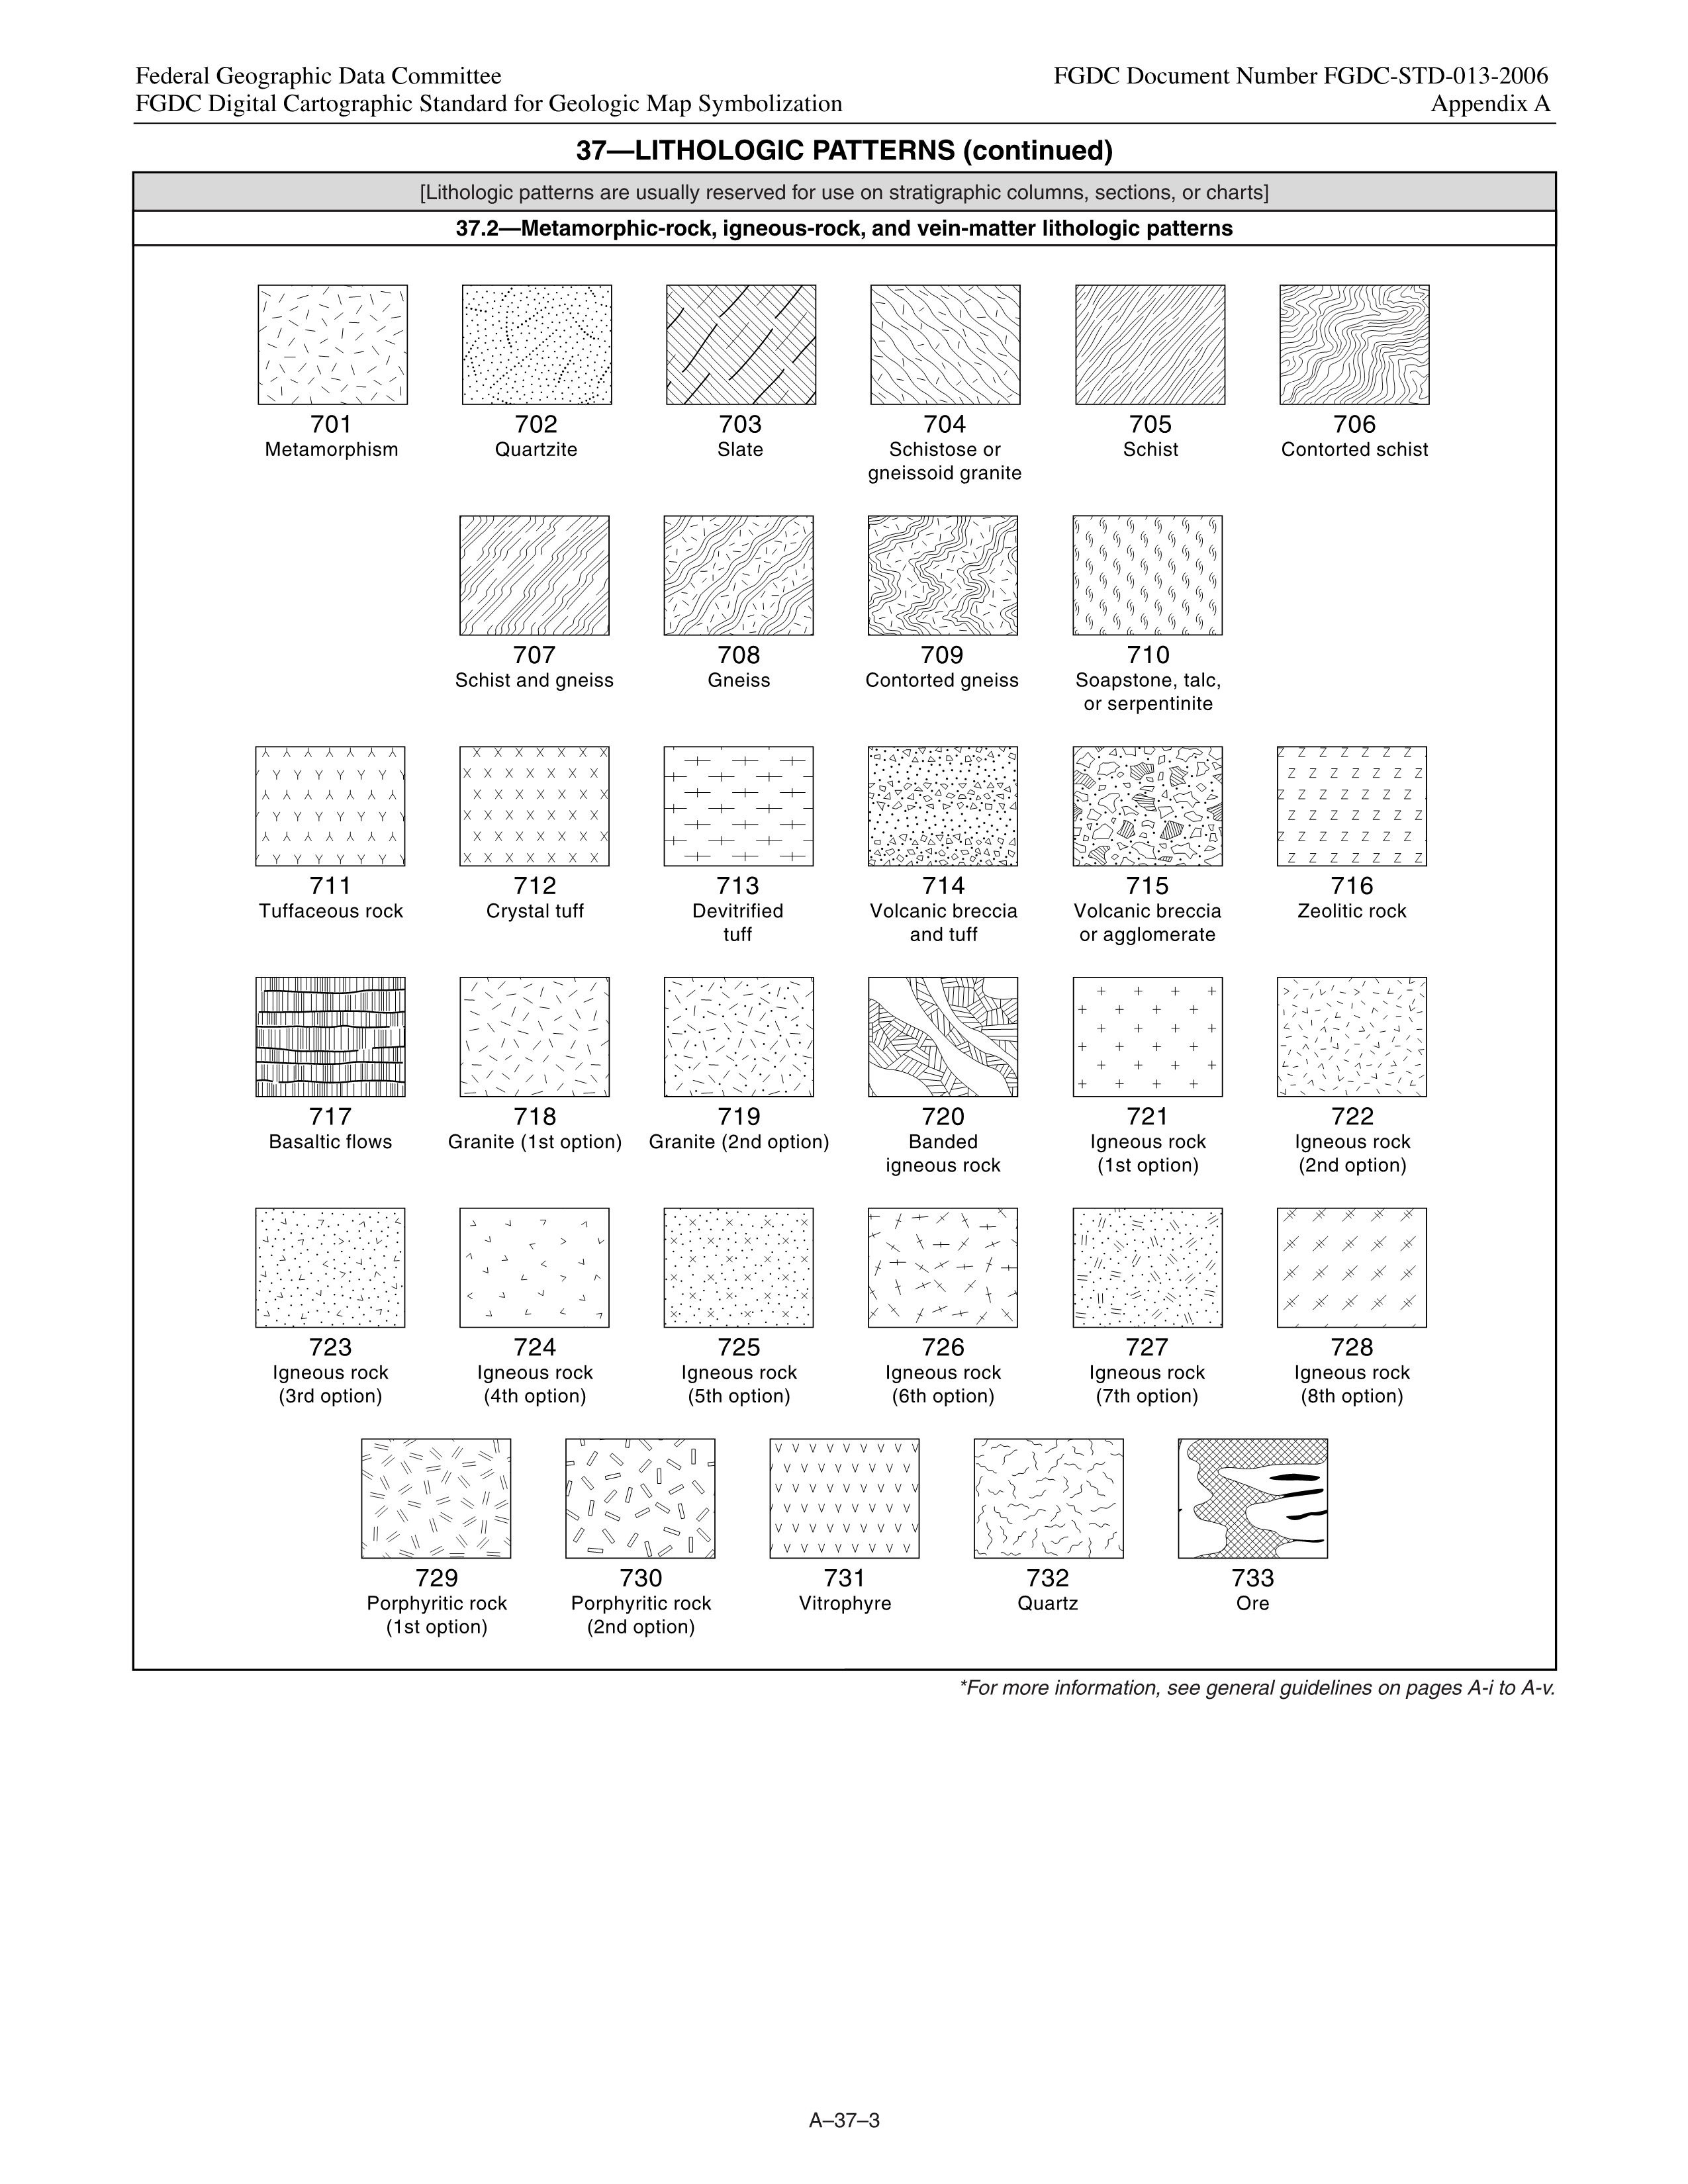 Federal Geographic Data Committee
FGDC Document Number FGDC-STD-013-2006
FGDC Digital Cartographic Standard for Geologic Map Symbolization
Appendix A
37—LITHOLOGIC PATTERNS (continued)
[Lithologic patterns are usually reserved for use on stratigraphic columns, sections, or charts]
37.2—Metamorphic-rock, igneous-rock, and vein-matter lithologic patterns
701
Metamorphism
702
Quartzite
703
Slate
704
Schistose or
gneissoid granite
705
Schist
706
Contorted schist
707
Schist and gneiss
708
Gneiss
709
Contorted gneiss
710
Soapstone, talc,
or serpentinite
711
Tuffaceous rock
712
Crystal tuff
713
Devitrified
tuff
714
Volcanic breccia
and tuff
715
Volcanic breccia
or agglomerate
716
Zeolitic rock
717
Basaltic flows
718
Granite (1st option)
719
Granite (2nd option)
720
Banded
igneous rock
721
Igneous rock
(1st option)
722
Igneous rock
(2nd option)
723
Igneous rock
(3rd option)
724
Igneous rock
(4th option)
725
Igneous rock
(5th option)
726
Igneous rock
(6th option)
727
Igneous rock
(7th option)
728
Igneous rock
(8th option)
729
Porphyritic rock
(1st option)
730
Porphyritic rock
(2nd option)
731
Vitrophyre
732
Quartz
733
Ore
*For more information, see general guidelines on pages A-i to A-v.
A–37–3